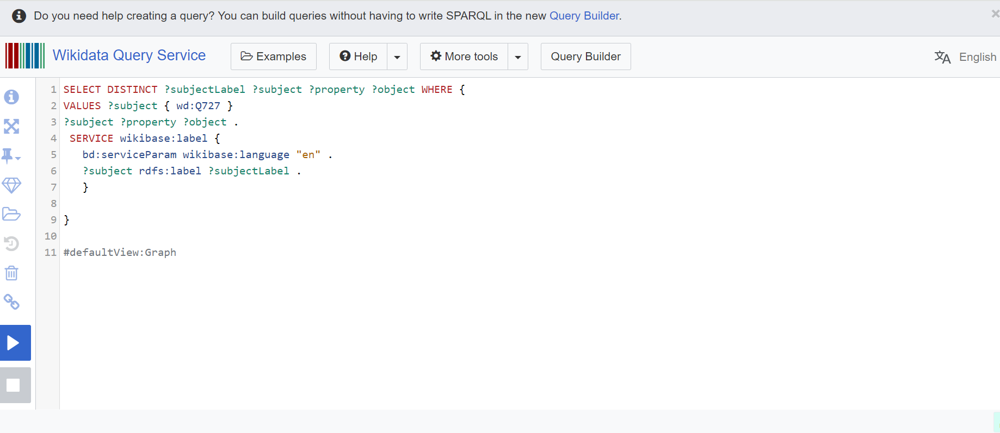 Do you need help creating a query? You can build queries without having to write SPARQL in the new Query Builder.
Wikidata Query Service Examples Help More tools Query Builder English
1 SELECT DISTINCT ?subjectLabel ?subject ?property ?object WHERE {
2 VALUES ?subject { wd:Q727 }
3 ?subject ?property ?object .
4 SERVICE wikibase:label {
5 bd:serviceParam wikibase:language "en" .
6 ?subject rdfs:label ?subjectLabel .
7 }
8
9 }
10
11 #defaultView:Graph